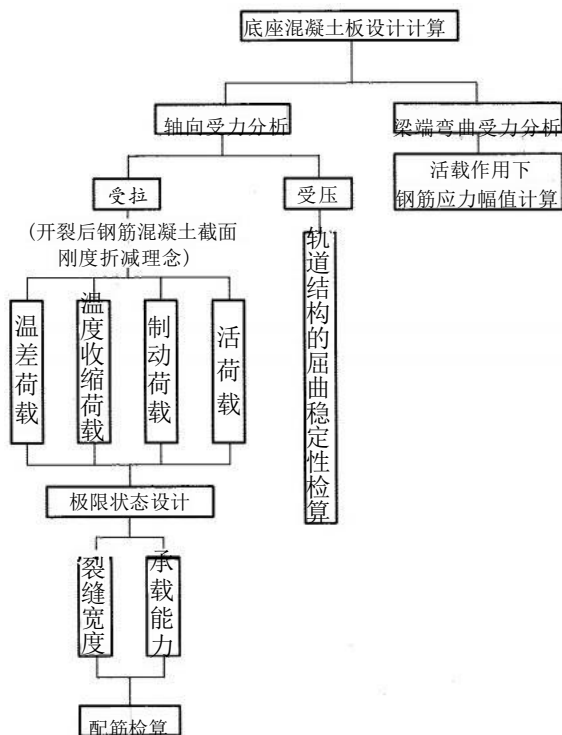 底座混凝土板设计计算
轴向受力分析
梁端弯曲受力分析
受拉
受压
活载作用下
钢筋应力幅值计算
(开裂后钢筋混凝土截面
刚度折减理念)
温差荷载
温度收缩荷载
制动荷载
活荷载
轨道结构的屈曲稳定性检算
极限状态设计
裂缝宽度
承载能力
配筋检算